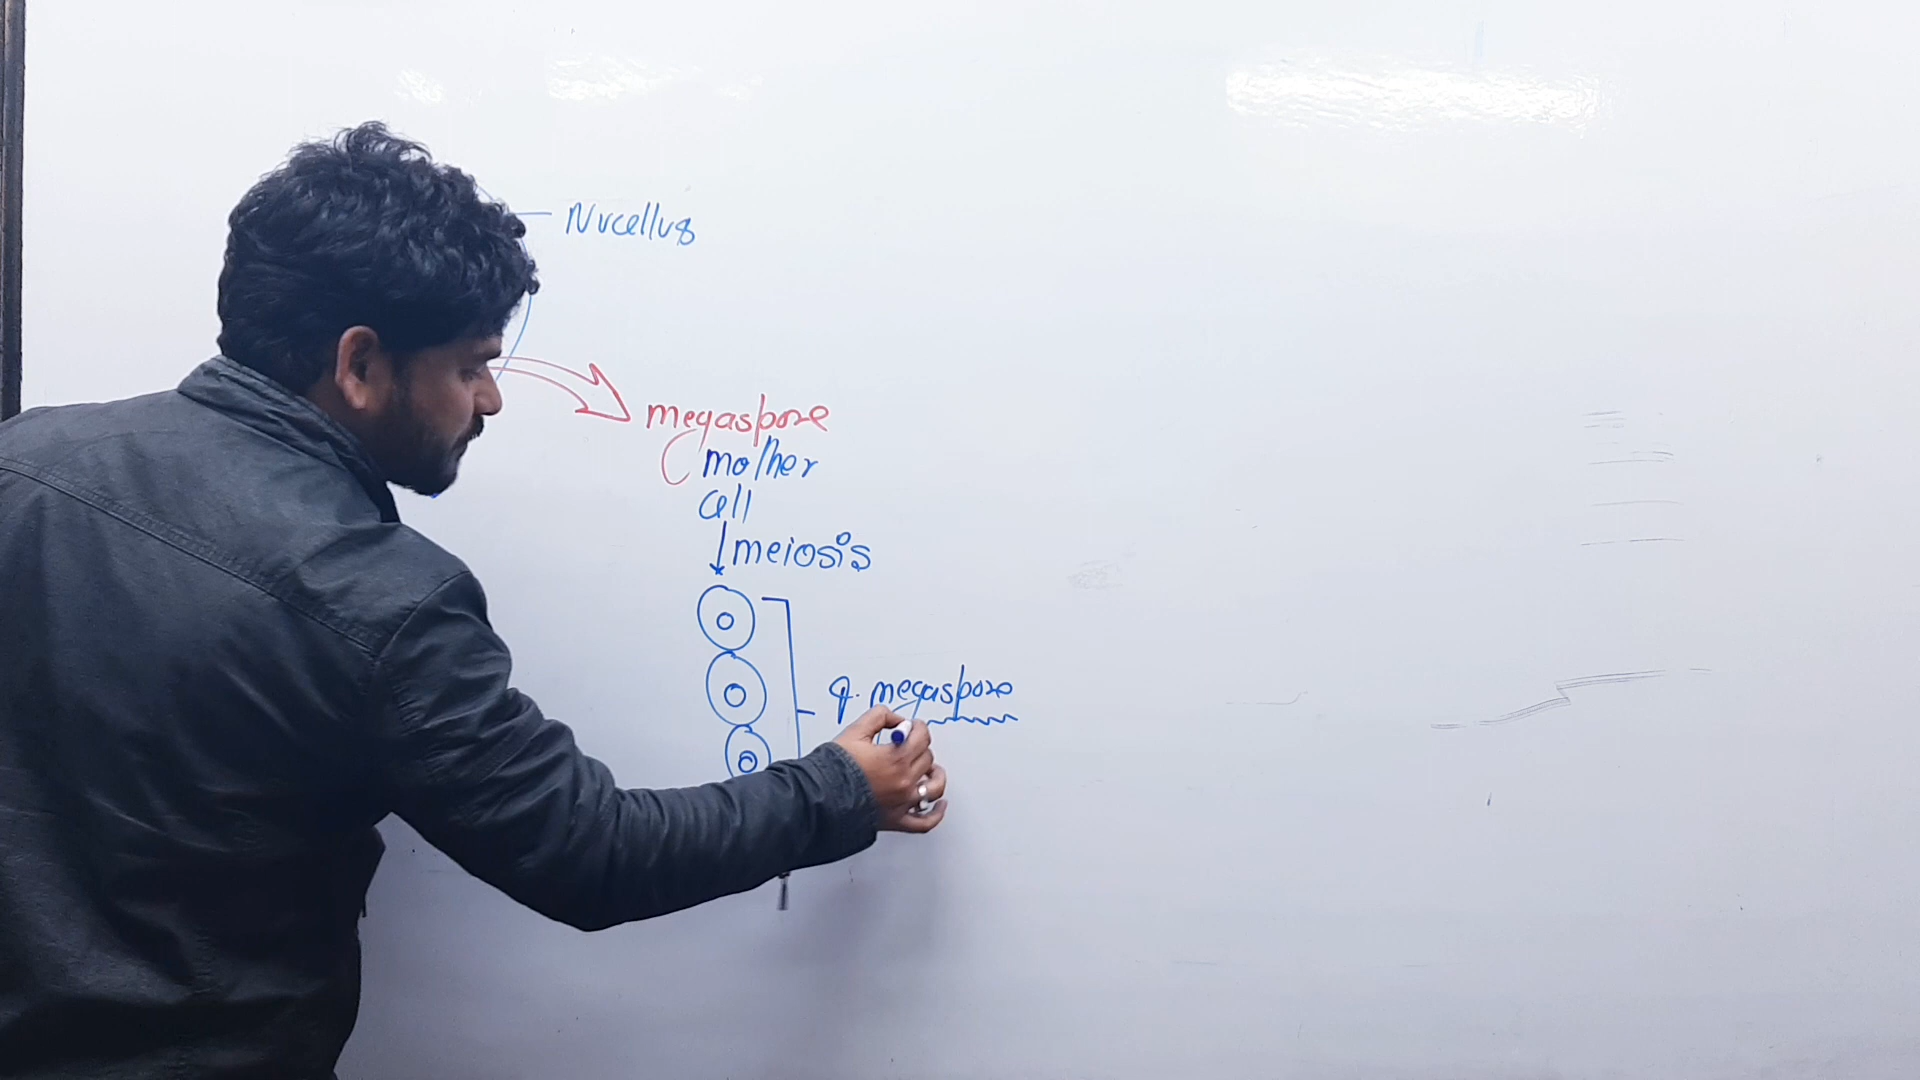 Nucellus
megaspore
mother
cell
meiosis
4. megaspore